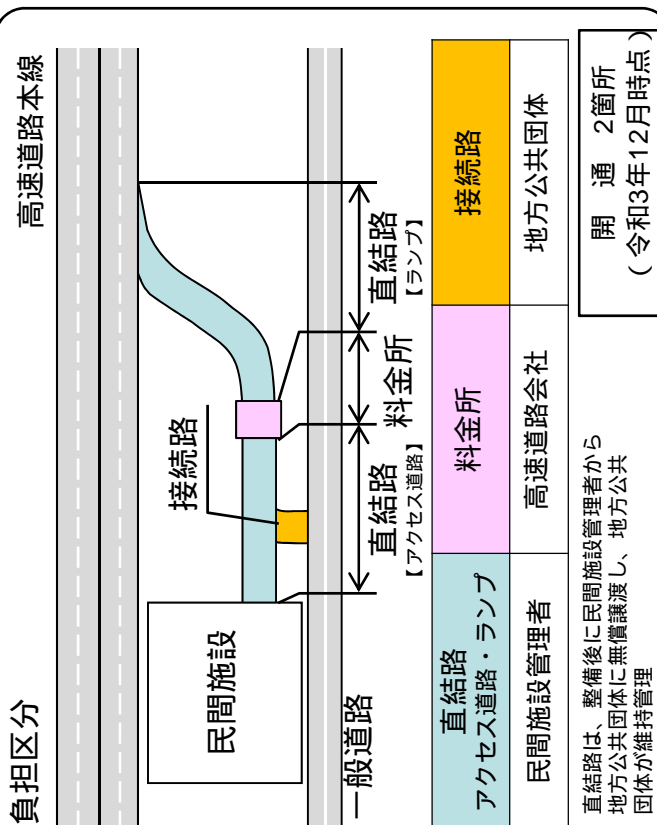 負担区分
高速道路本線
接続路
民間施設
直結路
【アクセス道路】
料金所
直結路
【ランプ】
一般道路
直結路
アクセス道路・ランプ
料金所
接続路
民間施設管理者
高速道路会社
地方公共団体
直結路は、整備後に民間施設管理者から
地方公共団体に無償譲渡し、地方公共
団体が維持管理
開 通 2箇所
(令和3年12月時点)